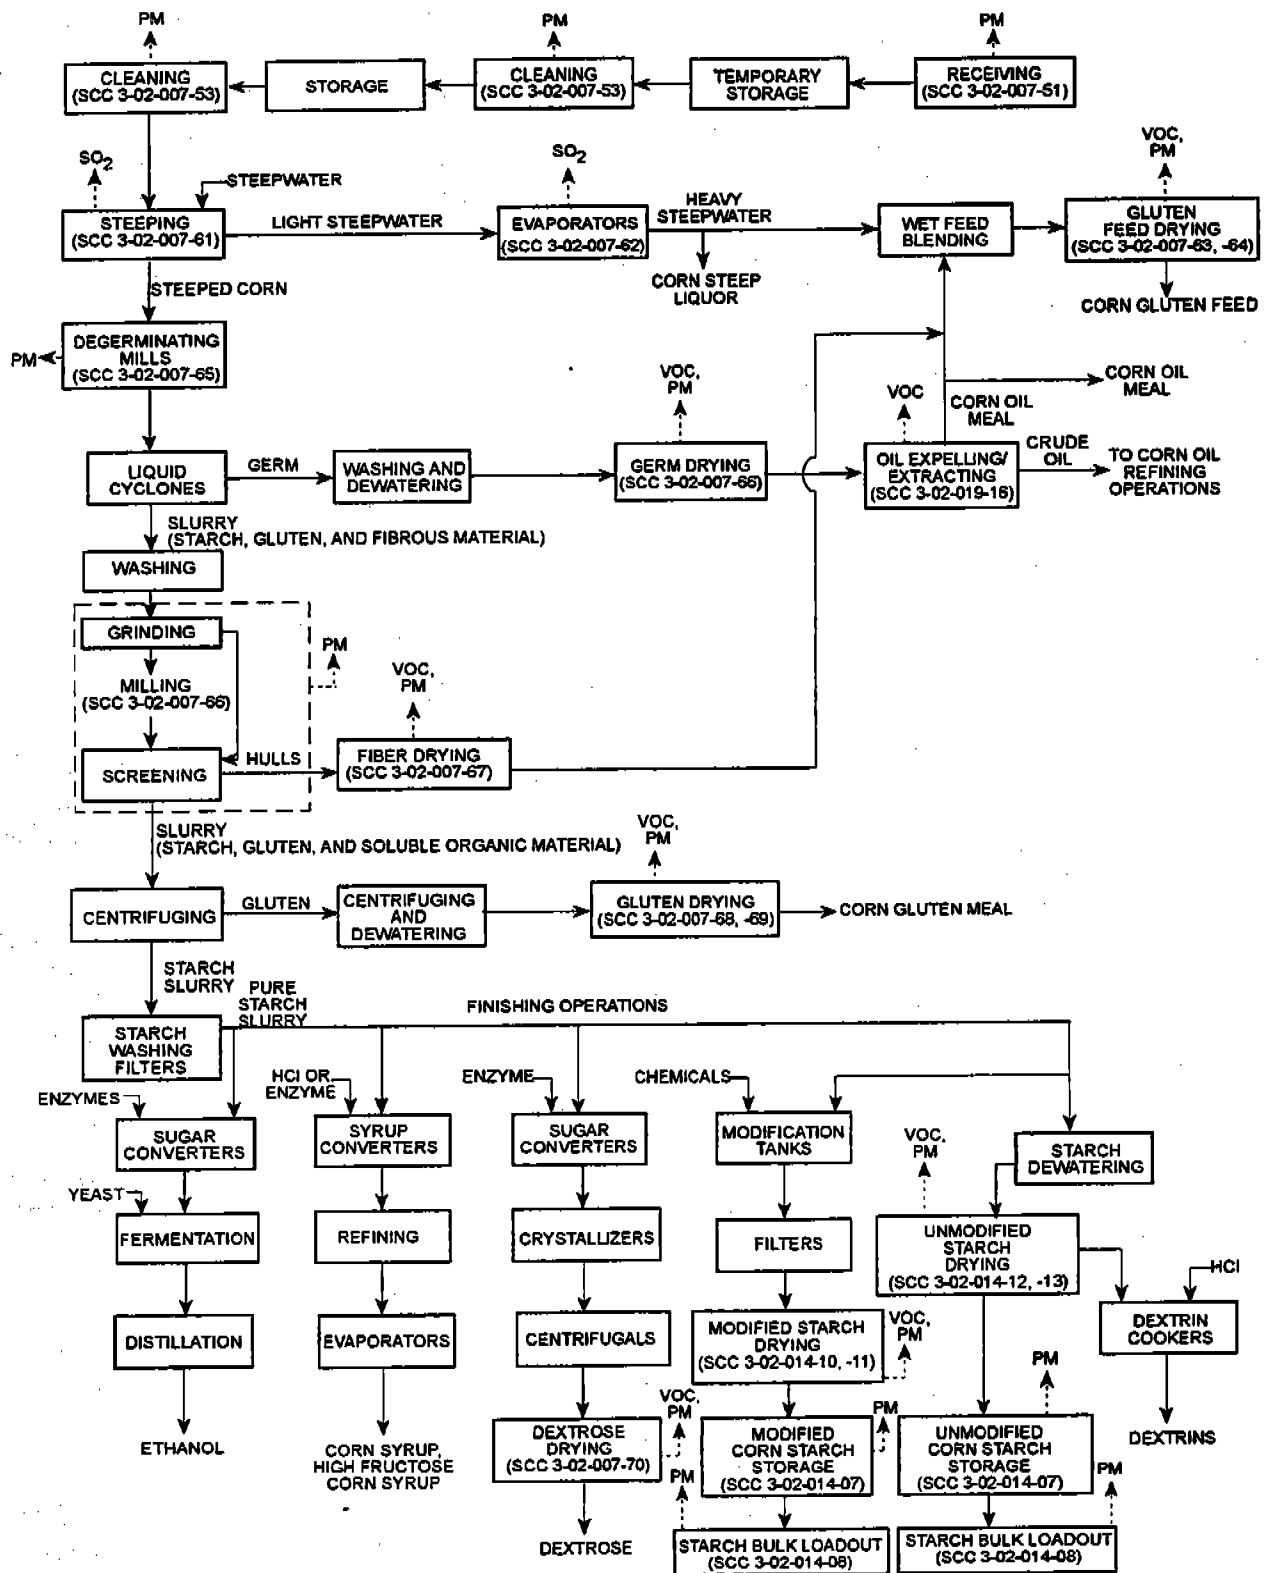 PM
PM
PM
CLEANING
(SCC 3-02-007-53)
STORAGE
CLEANING
(SCC 3-02-007-53)
TEMPORARY
STORAGE
RECEIVING
(SCC 3-02-007-51)
SO2
STEEPWATER
SO2
VOC,
PM
STEEPING
(SCC 3-02-007-61)
LIGHT STEEPWATER
EVAPORATORS
(SCC 3-02-007-62)
HEAVY
STEEPWATER
WET FEED
BLENDING
GLUTEN
FEED DRYING
(SCC 3-02-007-63, -64)
STEEPED CORN
CORN STEEP
LIQUOR
CORN GLUTEN FEED
PM
DEGERMINATING
MILLS
(SCC 3-02-007-65)
VOC,
PM
VOC
CORN OIL
MEAL
CORN OIL
MEAL
LIQUID
CYCLONES
GERM
WASHING AND
DEWATERING
GERM DRYING
(SCC 3-02-007-66)
OIL EXPELLING/
EXTRACTING
(SCC 3-02-019-16)
CRUDE
OIL
TO CORN OIL
REFINING
OPERATIONS
SLURRY
(STARCH, GLUTEN, AND FIBROUS MATERIAL)
WASHING
GRINDING
PM
MILLING
(SCC 3-02-007-66)
VOC,
PM
SCREENING
HULLS
FIBER DRYING
(SCC 3-02-007-67)
SLURRY
(STARCH, GLUTEN, AND SOLUBLE ORGANIC MATERIAL)
VOC,
PM
CENTRIFUGING
GLUTEN
CENTRIFUGING
AND
DEWATERING
GLUTEN DRYING
(SCC 3-02-007-68, -69)
CORN GLUTEN MEAL
STARCH
SLURRY
PURE
STARCH
SLURRY
FINISHING OPERATIONS
STARCH
WASHING
FILTERS
ENZYMES
HCl OR
ENZYME
ENZYME
CHEMICALS
SUGAR
CONVERTERS
SYRUP
CONVERTERS
SUGAR
CONVERTERS
MODIFICATION
TANKS
VOC,
PM
STARCH
DEWATERING
YEAST
FERMENTATION
REFINING
CRYSTALLIZERS
FILTERS
UNMODIFIED
STARCH
DRYING
(SCC 3-02-014-12, -13)
HCl
DISTILLATION
EVAPORATORS
CENTRIFUGALS
MODIFIED STARCH
DRYING
(SCC 3-02-014-10, -11)
VOC,
PM
DEXTRIN
COOKERS
PM
ETHANOL
CORN SYRUP,
HIGH FRUCTOSE
CORN SYRUP
DEXTROSE
DRYING
(SCC 3-02-007-70)
VOC,
PM
MODIFIED
CORN STARCH
STORAGE
(SCC 3-02-014-07)
PM
UNMODIFIED
CORN STARCH
STORAGE
(SCC 3-02-014-07)
DEXTRINS
PM
PM
DEXTROSE
STARCH BULK LOADOUT
(SCC 3-02-014-08)
STARCH BULK LOADOUT
(SCC 3-02-014-08)